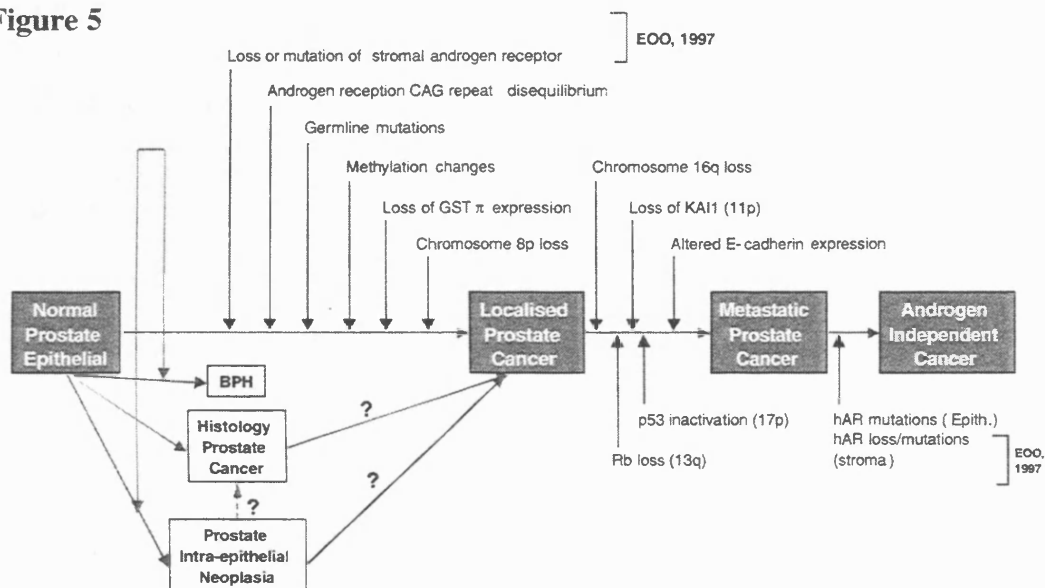 Figure 5
EOO, 1997
Loss or mutation of stromal androgen receptor
Androgen reception CAG repeat disequilibrium
Germline mutations
Methylation changes
Loss of GST π expression
Chromosome 8p loss
Chromosome 16q loss
Loss of KAI1 (11p)
Altered E-cadherin expression
Normal
Prostate
Epithelial
Localised
Prostate
Cancer
Metastatic
Prostate
Cancer
Androgen
Independent
Cancer
BPH
Histology
Prostate
Cancer
?
?
?
Prostate
Intra-epithelial
Neoplasia
p53 inactivation (17p)
Rb loss (13q)
hAR mutations ( Epith.)
hAR loss/mutations
(stroma )
EOO,
1997